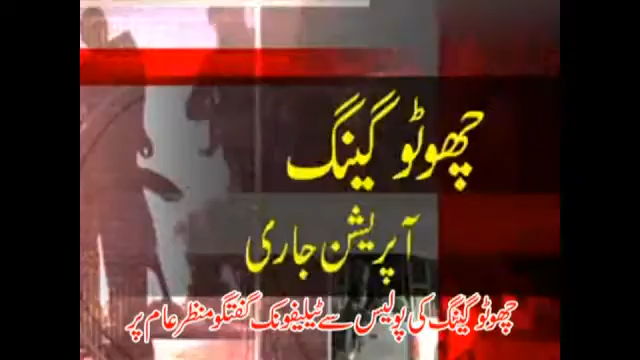 چھوٹو گینگ
آپریشن جاری
چھوٹو گینگ کی پولیس سے ٹیلیفونک گفتگو منظر عام پر